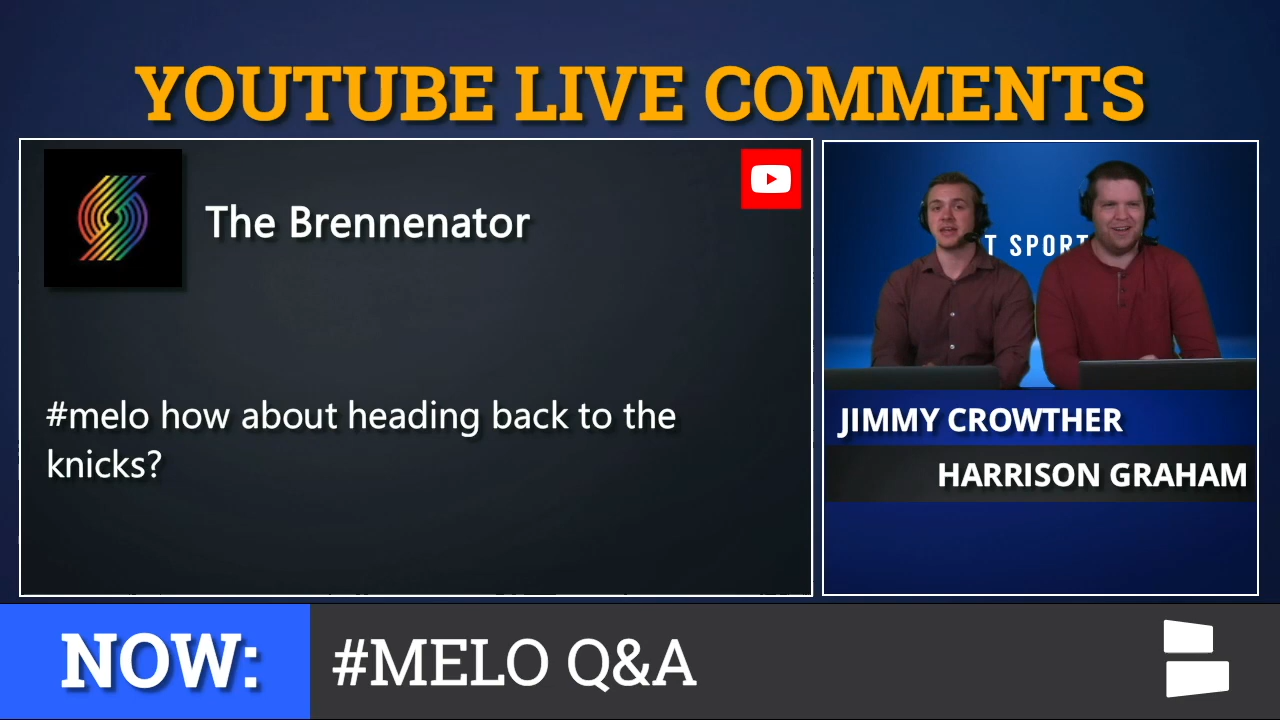 YOUTUBE LIVE COMMENTS
The Brennenator
#melo how about heading back to the
knicks?
T SPORT
JIMMY CROWTHER
HARRISON GRAHAM
NOW:
#MELO Q&A